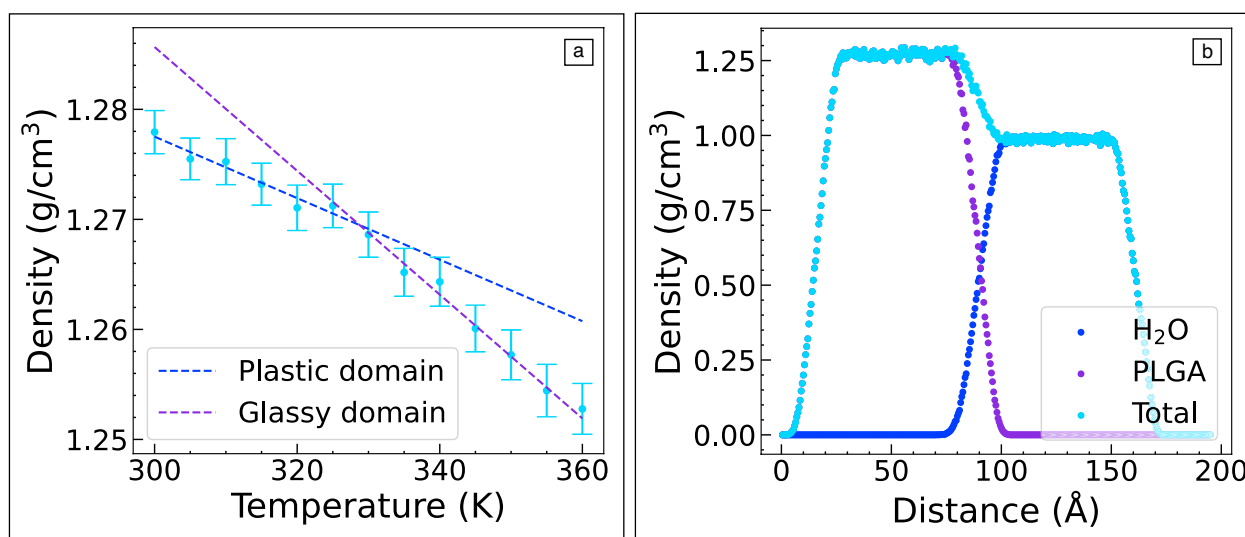 a
Density (g/cm³)
1.28
1.27
1.26
1.25
Plastic domain
Glassy domain
300
320
340
360
Temperature (K)
b
Density (g/cm³)
1.25
1.00
0.75
0.50
0.25
0.00
H₂O
PLGA
Total
0
50
100
150
200
Distance (Å)